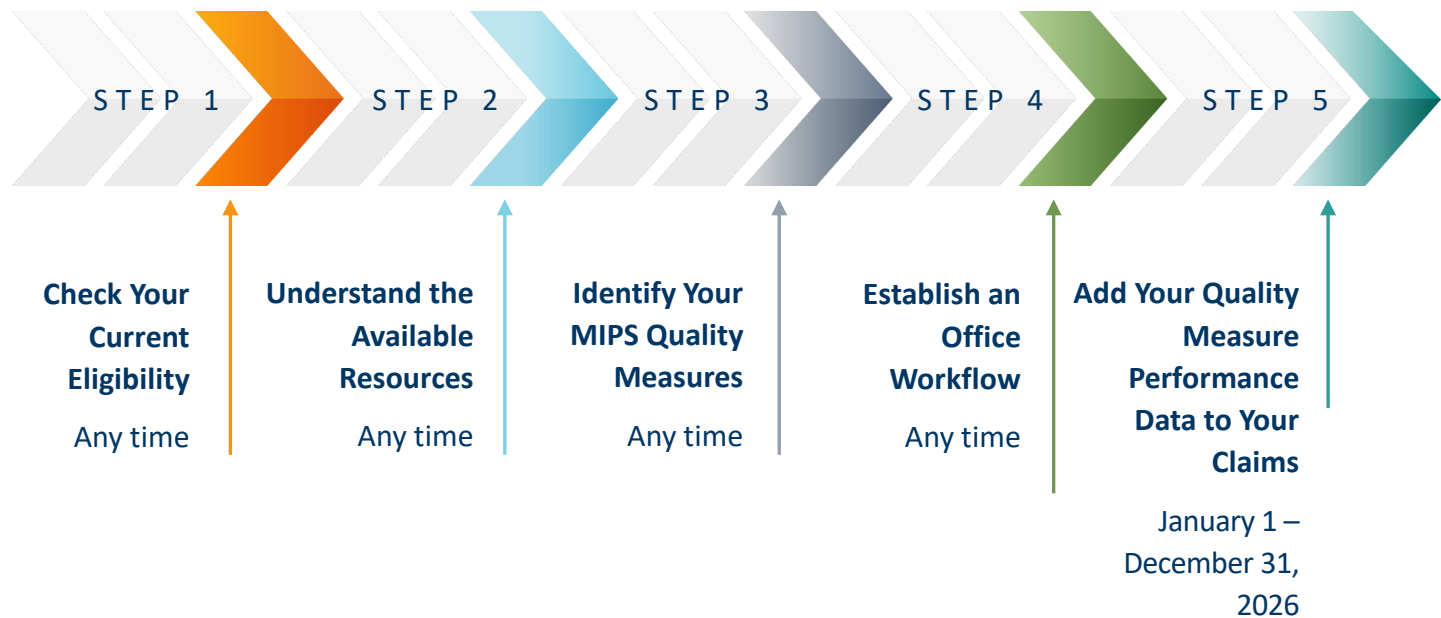 STEP 1
STEP 2
STEP 3
STEP 4
STEP 5
Check Your
Current
Eligibility
Any time
Understand the
Available
Resources
Any time
Identify Your
MIPS Quality
Measures
Any time
Establish an
Office
Workflow
Any time
Add Your Quality
Measure
Performance
Data to Your
Claims
January 1 –
December 31,
2026